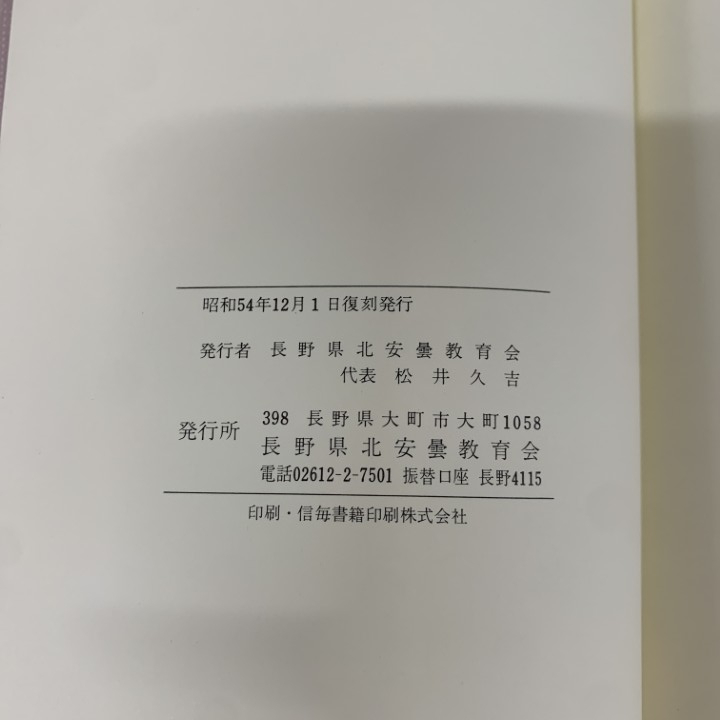 昭和54年12月1日復刻発行
発行者 長野県北安曇教育会
代表 松井久吉
発行所 398 長野県大町市大町1058
長野県北安曇教育会
電話02612-2-7501 振替口座 長野4115
印刷・信毎書籍印刷株式会社